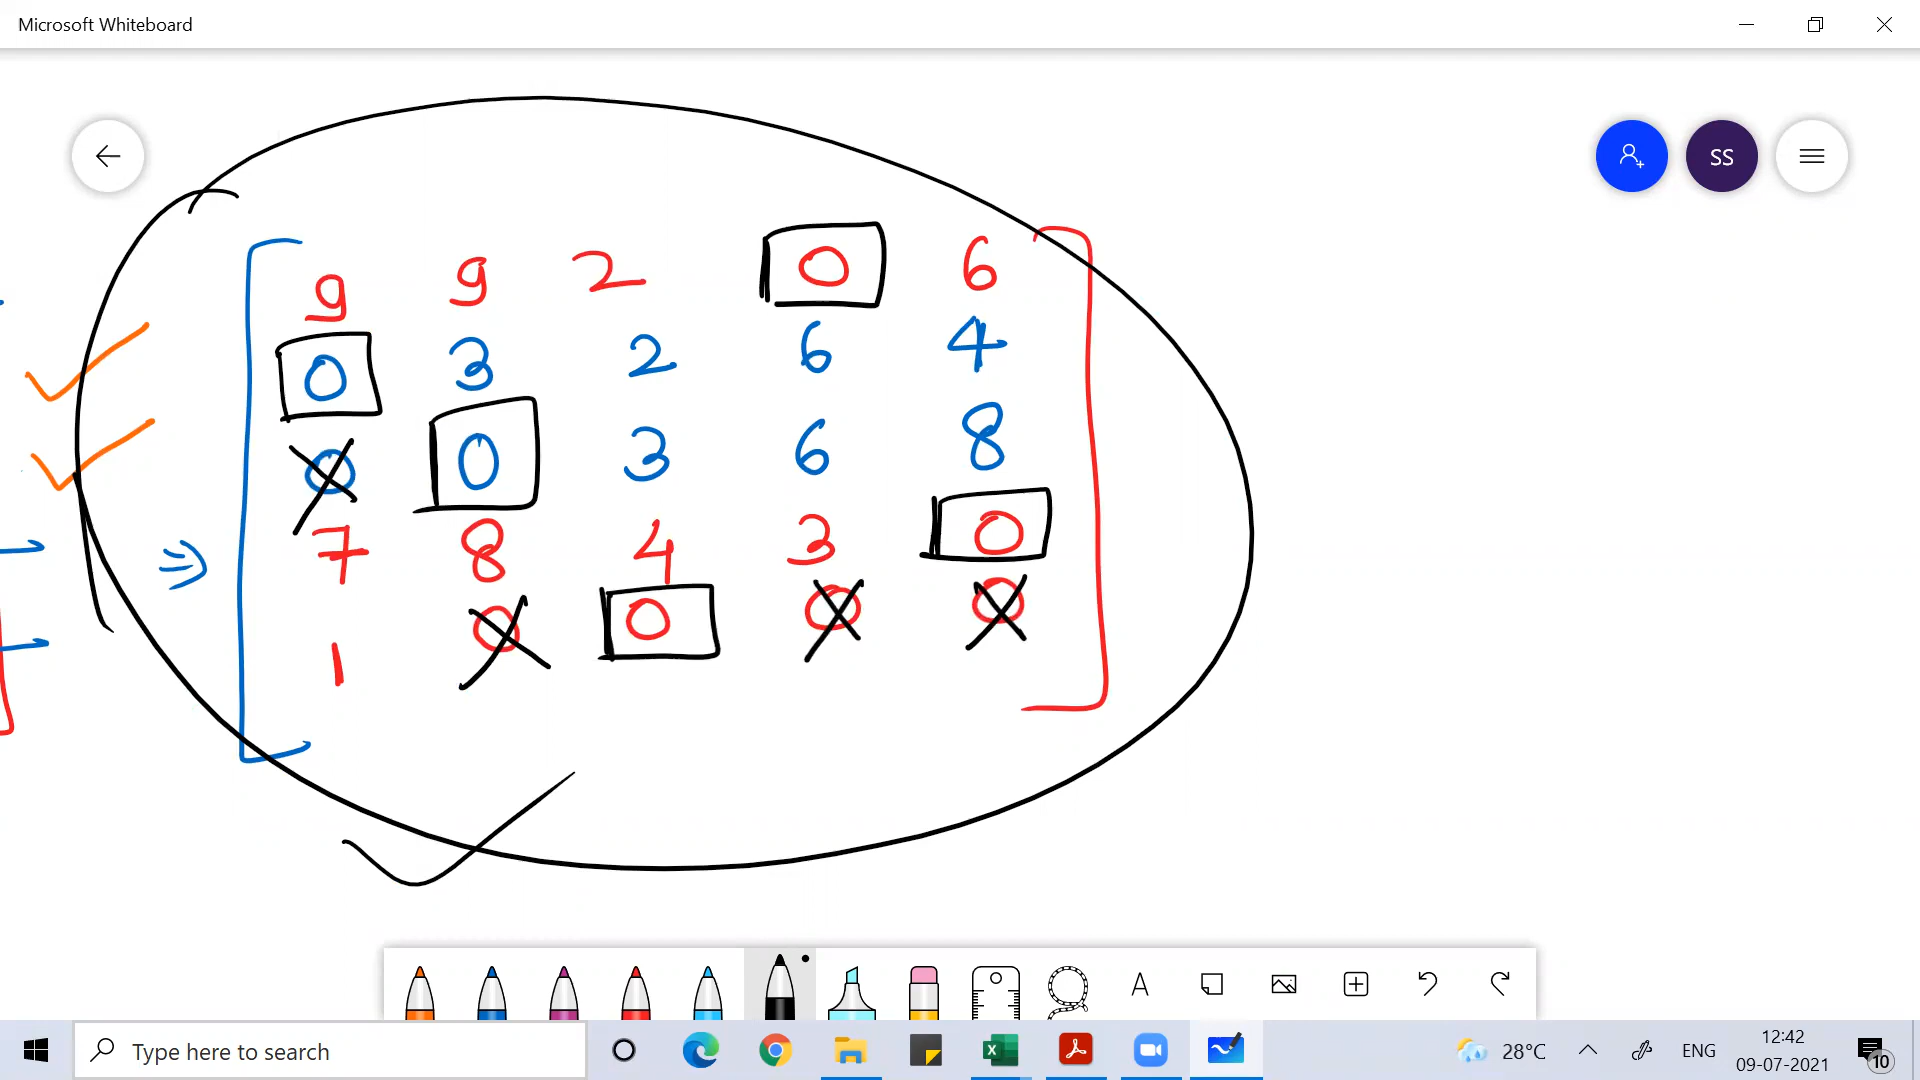 Microsoft Whiteboard
SS
9 9 2 0 6
0 3 2 6 4
0 0 3 6 8
7 8 4 3 0
1 0 0 0 0
A
Type here to search
28°C
ENG
12:42
09-07-2021
10